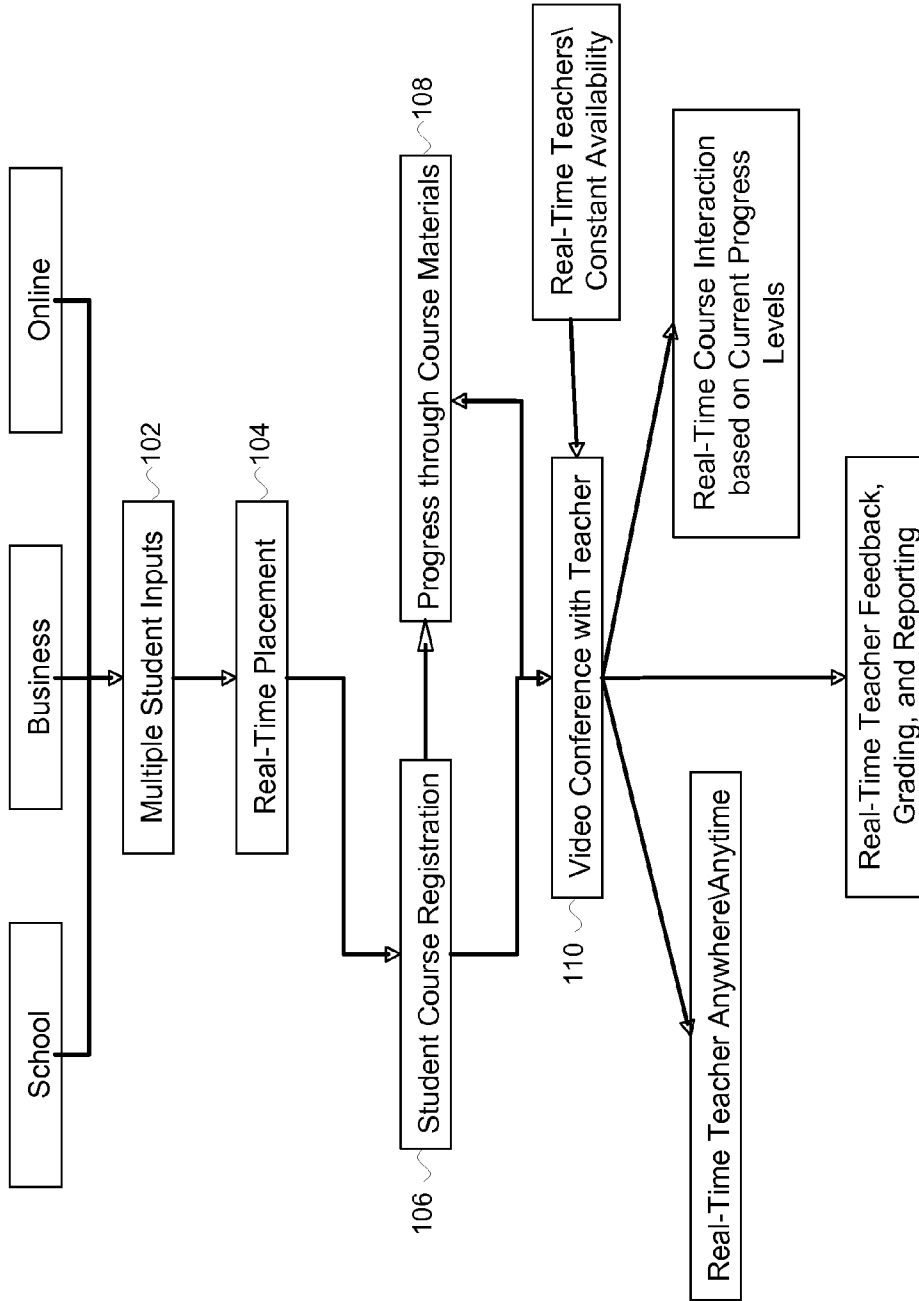 School
Business
Online
Multiple Student Inputs
102
Real-Time Placement
104
106
Student Course Registration
Progress through Course Materials
108
110
Video Conference with Teacher
Real-Time Teachers\
Constant Availability
Real-Time Teacher Anywhere\Anytime
Real-Time Course Interaction
based on Current Progress
Levels
Real-Time Teacher Feedback,
Grading, and Reporting